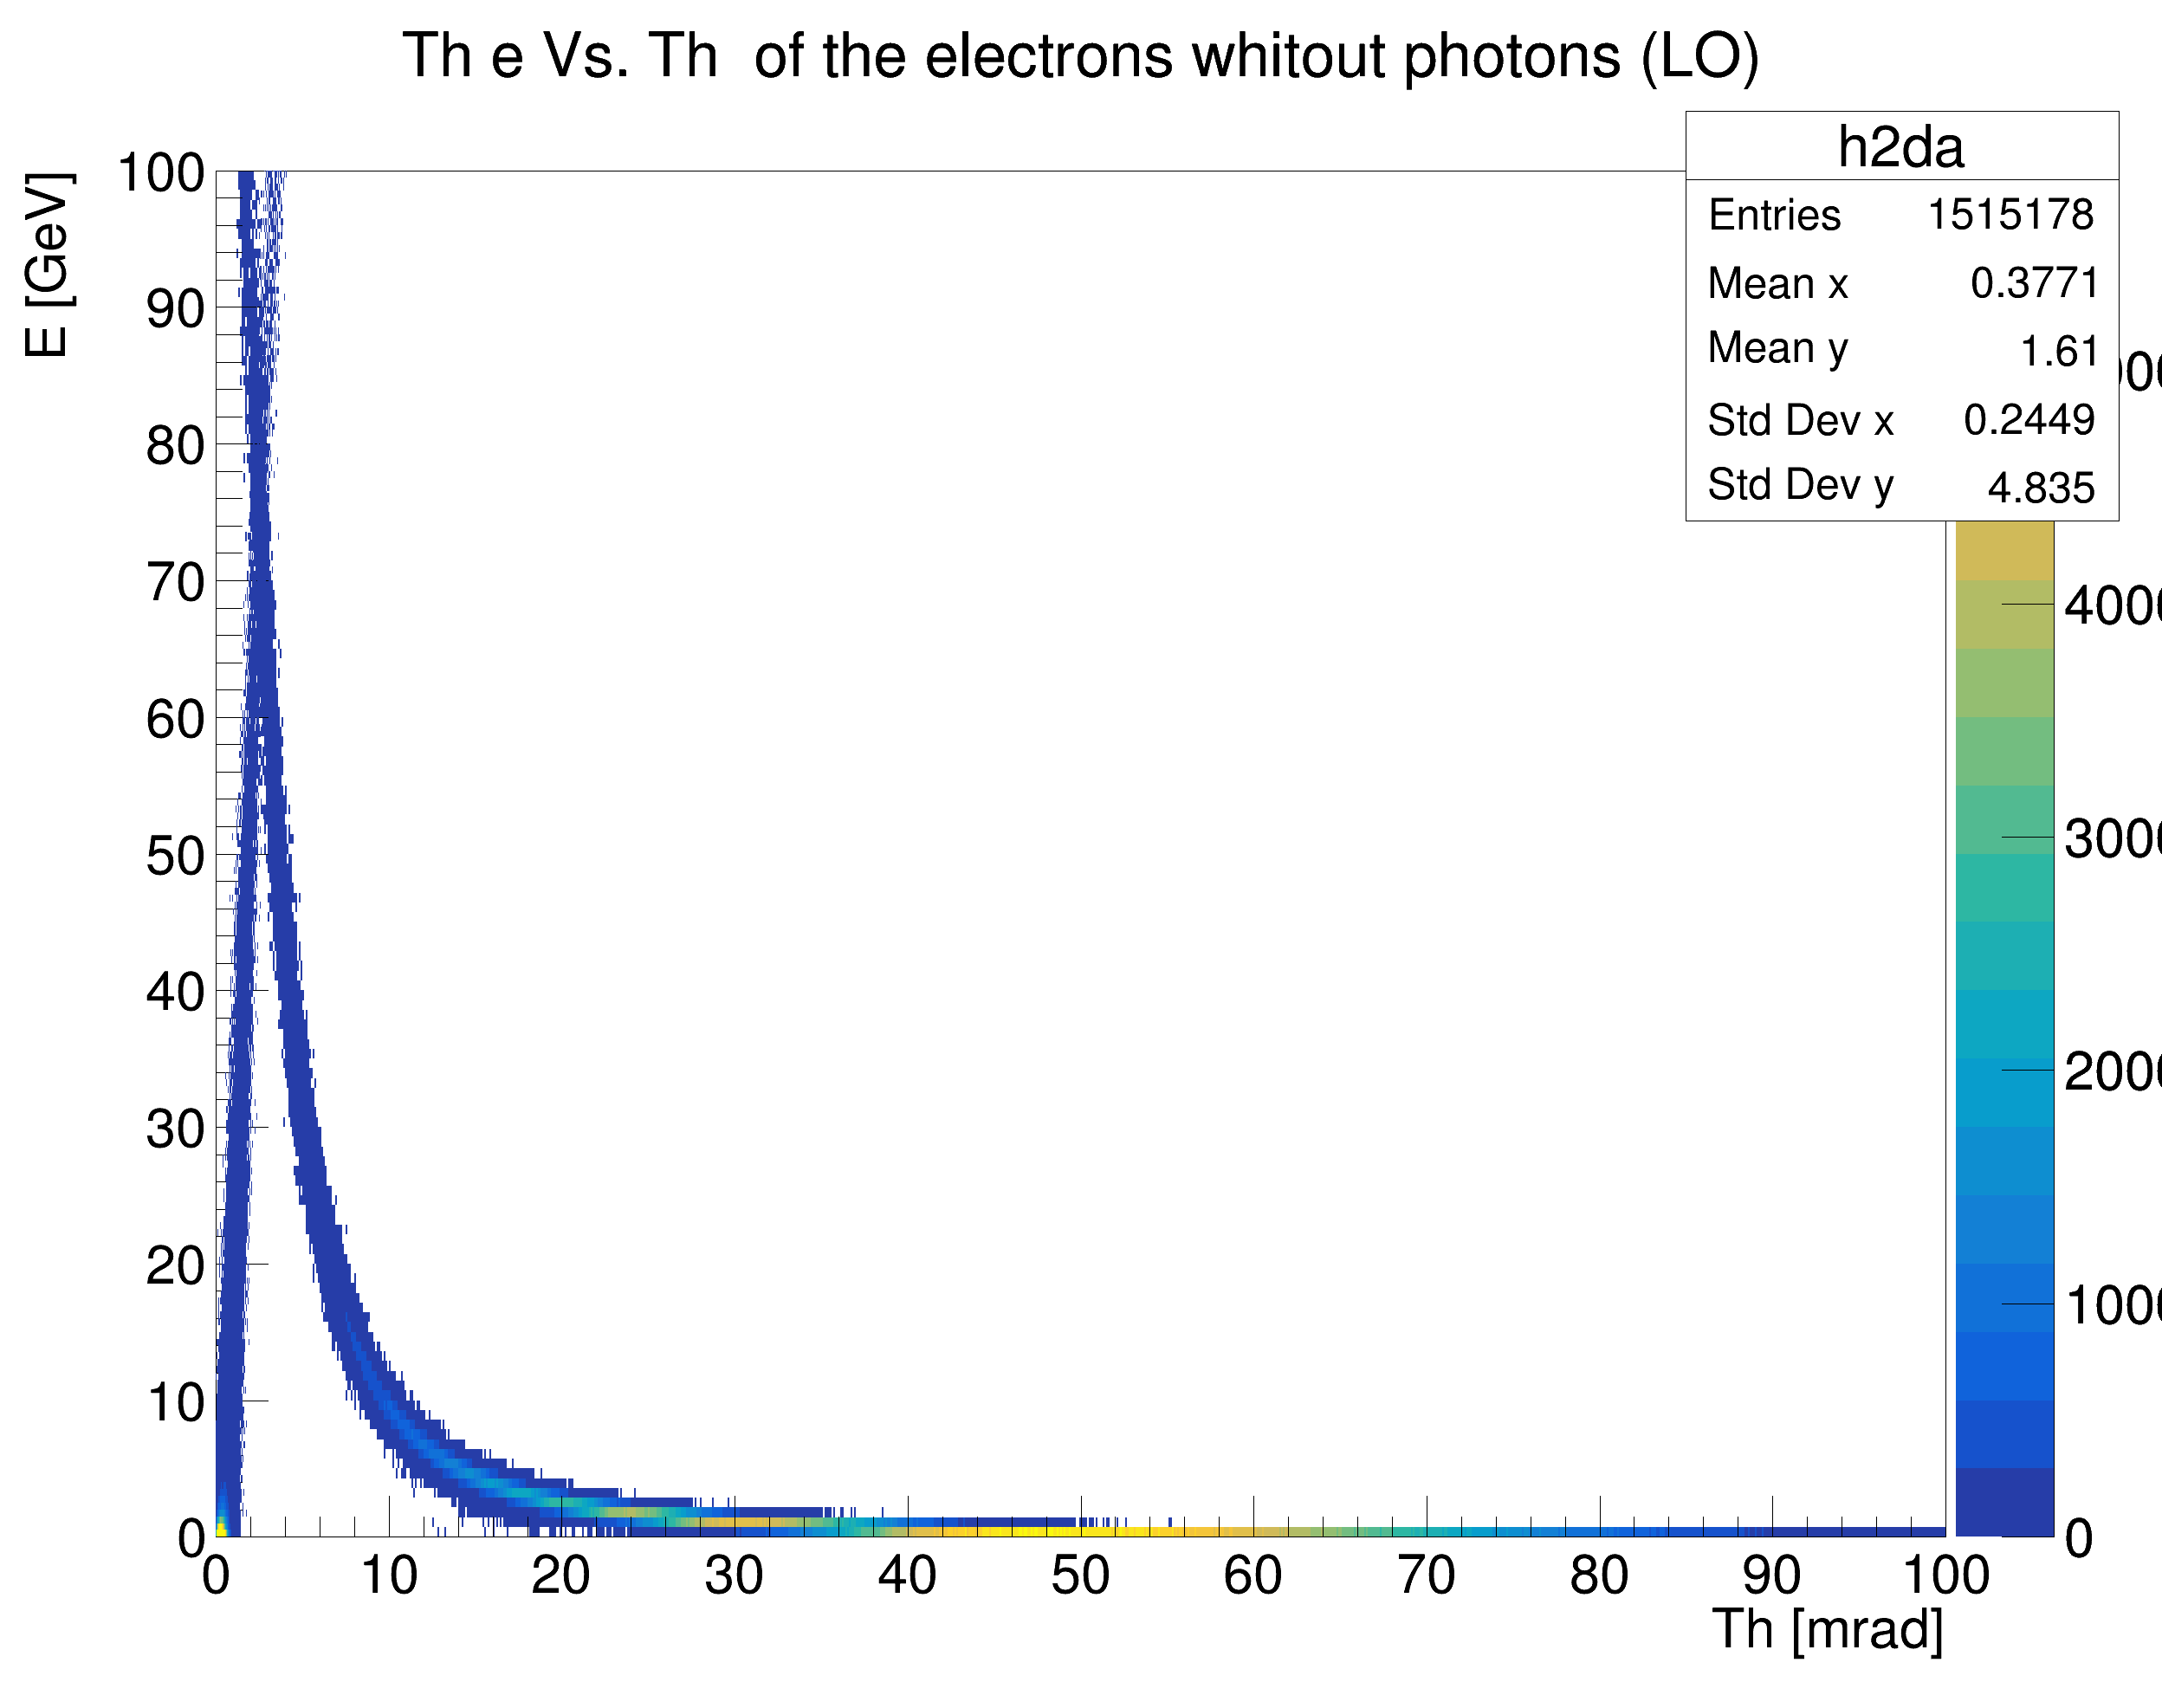 Th e Vs. Th  of the electrons whitout photons (LO)
h2da
Entries 1515178
Mean x 0.3771
Mean y 1.61
Std Dev x 0.2449
Std Dev y 4.835
E [GeV]
100
90
80
70
60
50
40
30
20
10
0
0 10 20 30 40 50 60 70 80 90 100
Th [mrad]
4000
3000
2000
1000
0